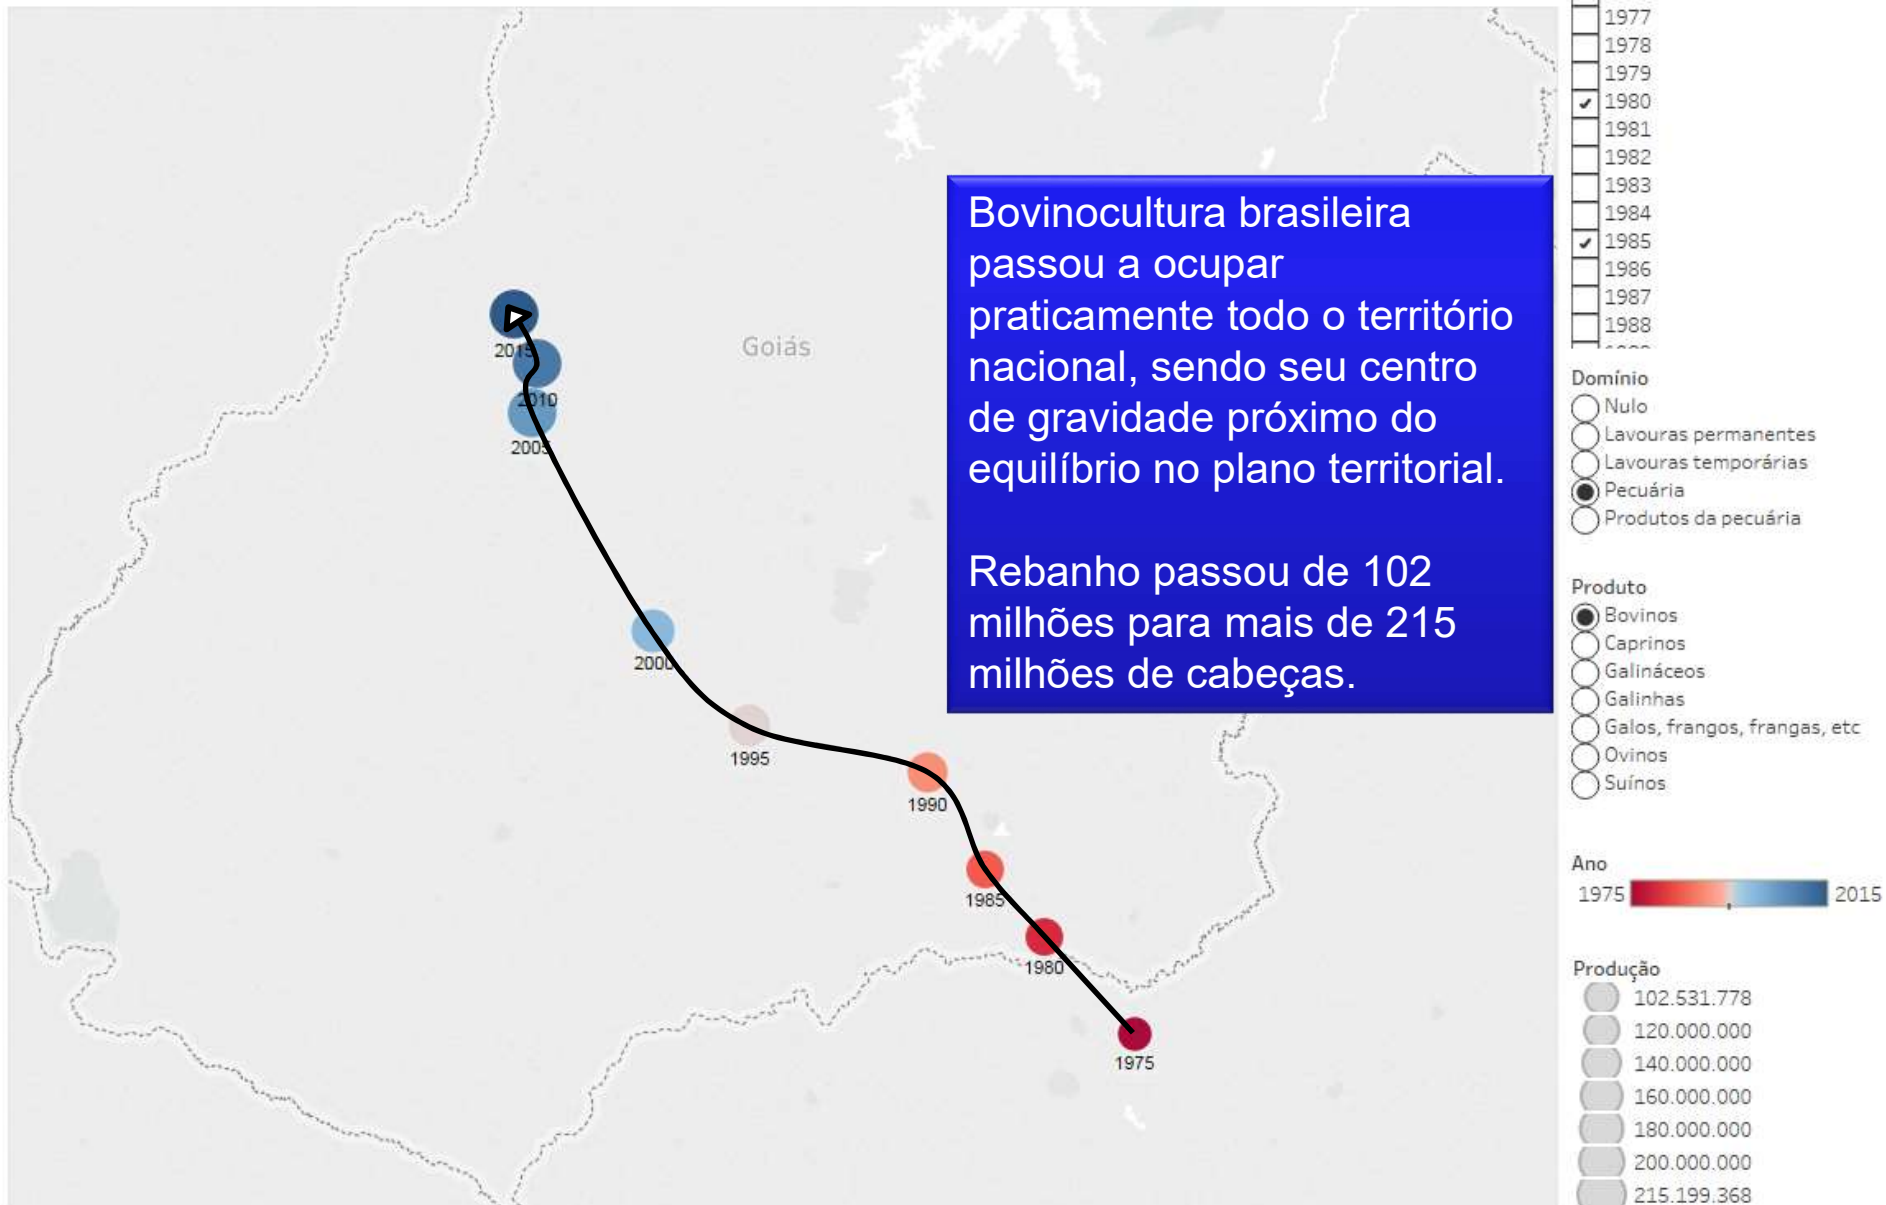 Goiás
2015
2010
2005
2000
1995
1990
1985
1980
1975
Bovinocultura brasileira
passou a ocupar
praticamente todo o território
nacional, sendo seu centro
de gravidade próximo do
equilíbrio no plano territorial.
Rebanho passou de 102
milhões para mais de 215
milhões de cabeças.
1977
1978
1979
1980
1981
1982
1983
1984
1985
1986
1987
1988
Domínio
Nulo
Lavouras permanentes
Lavouras temporárias
Pecuária
Produtos da pecuária
Produto
Bovinos
Caprinos
Galináceos
Galinhas
Galos, frangos, frangas, etc
Ovinos
Suínos
Ano
1975 2015
Produção
102.531.778
120.000.000
140.000.000
160.000.000
180.000.000
200.000.000
215.199.368